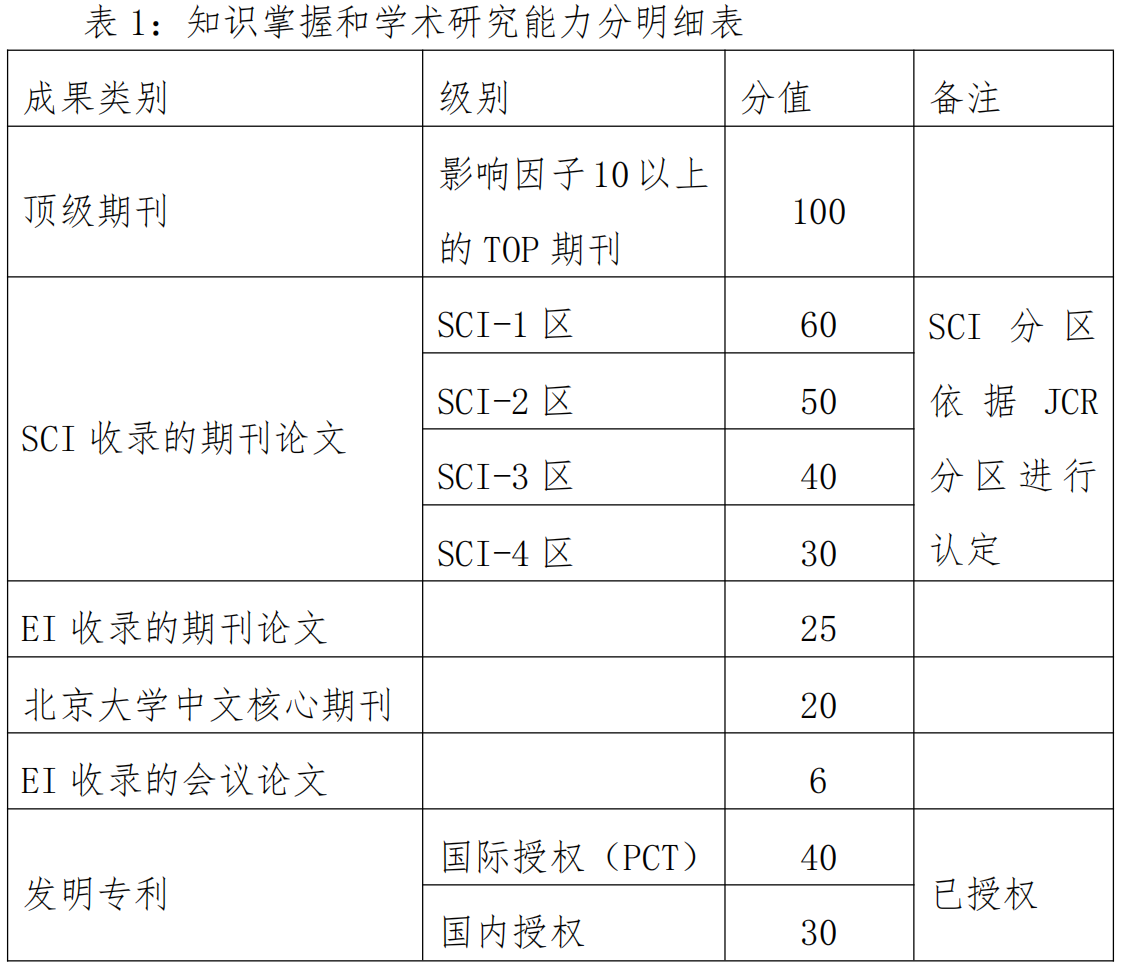 表 1：知识掌握和学术研究能力分明细表
成果类别 级别 分值 备注
顶级期刊 影响因子 10 以上
的 TOP 期刊 100
SCI 收录的期刊论文 SCI-1 区 60 SCI 分区
SCI-2 区 50 依据 JCR
SCI-3 区 40 分区进行
SCI-4 区 30 认定
EI 收录的期刊论文 25
北京大学中文核心期刊 20
EI 收录的会议论文 6
发明专利 国际授权（PCT） 40 已授权
国内授权 30